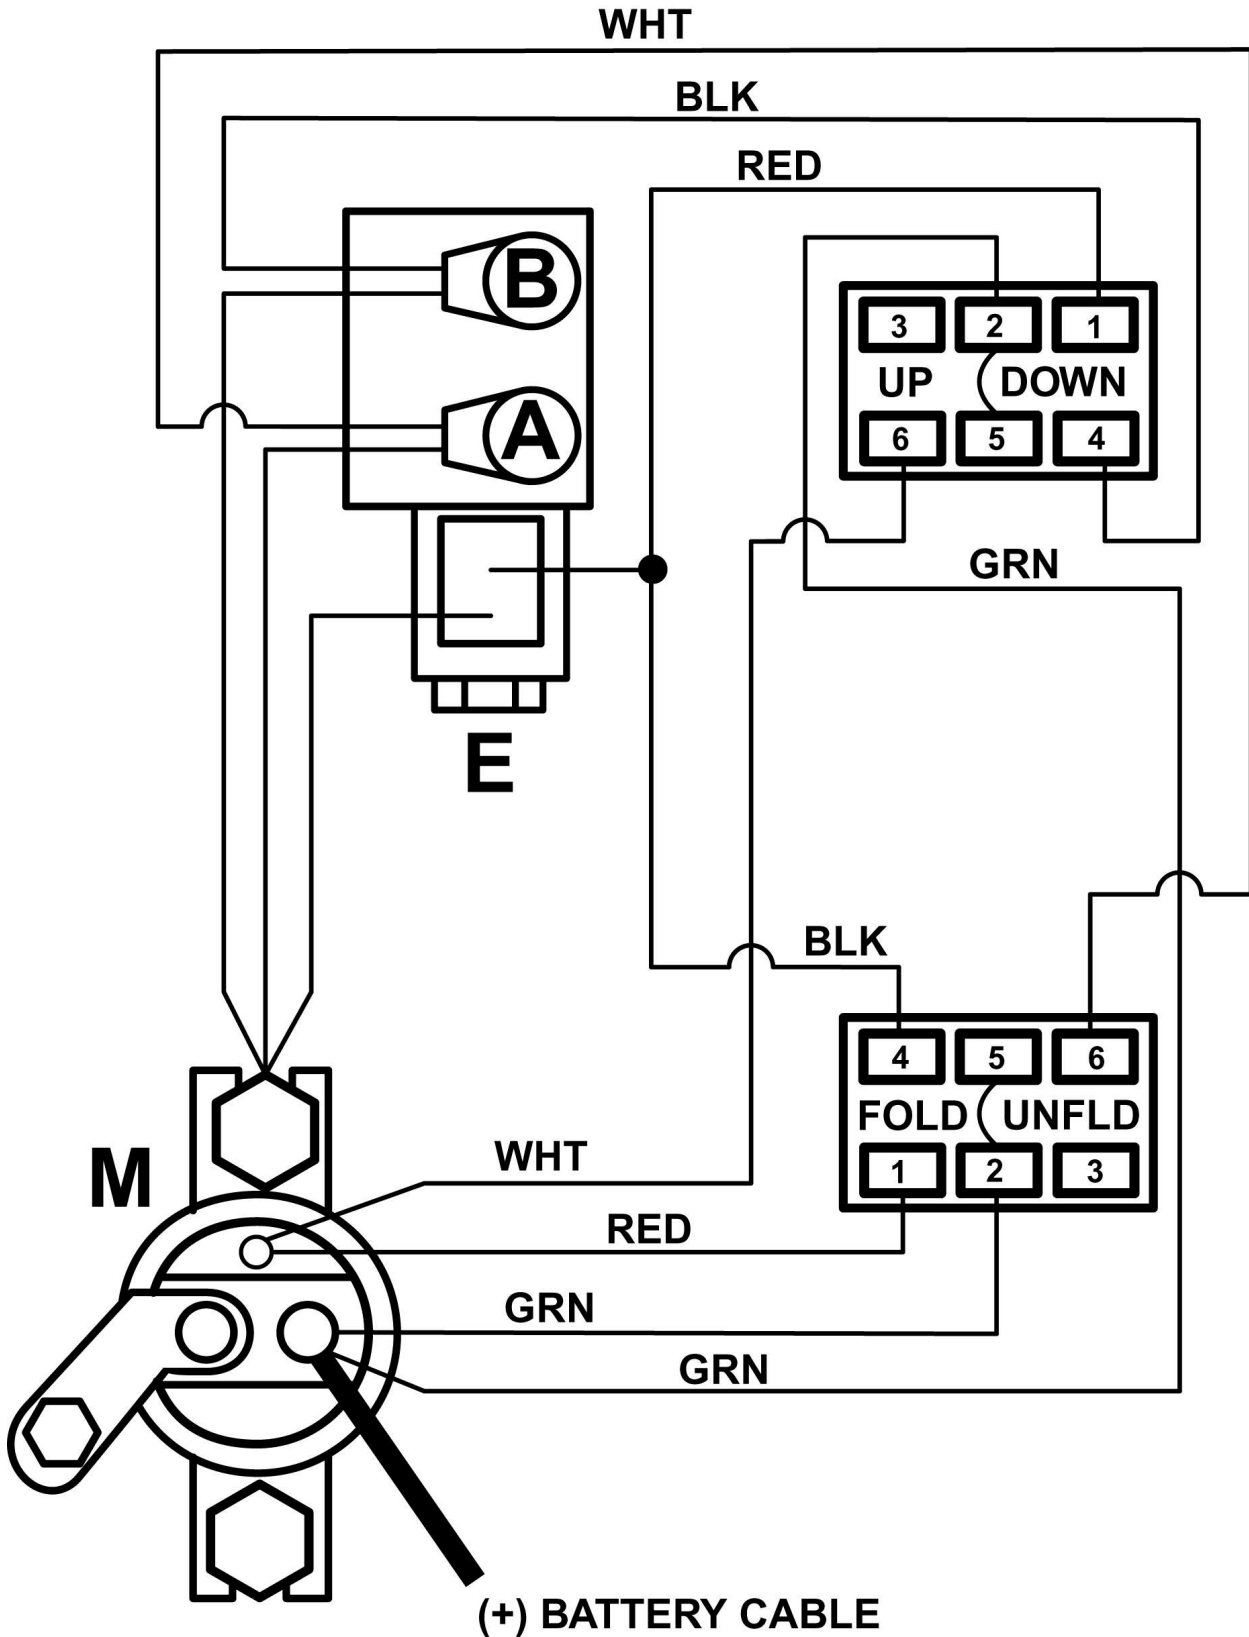 WHT
BLK
RED
B
3 2 1
UP DOWN
A
6 5 4
GRN
E
BLK
4 5 6
FOLD UNFLD
M
WHT
1 2 3
RED
GRN
GRN
(+) BATTERY CABLE